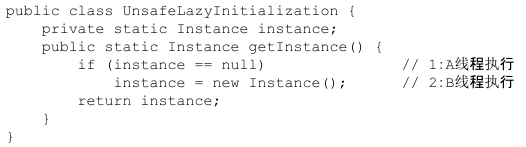 public class UnsafeLazyInitialization {
    private static Instance instance;
    public static Instance getInstance() {
        if (instance == null)                // 1:A线程执行
            instance = new Instance();       // 2:B线程执行
        return instance;
    }
}